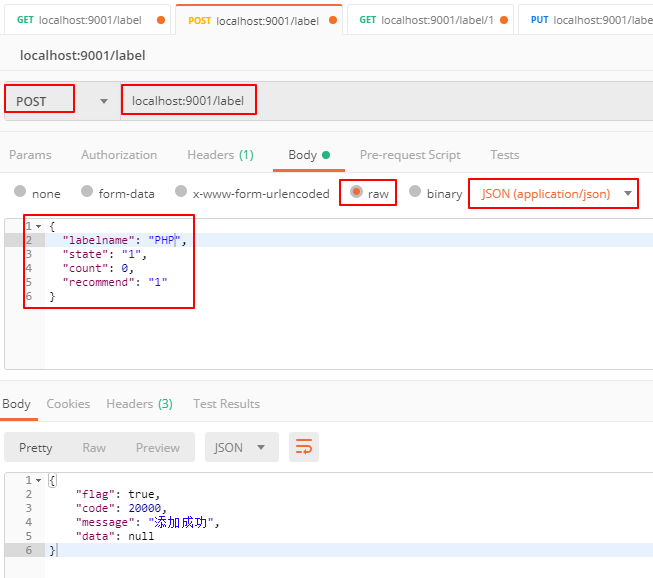 GET localhost:9001/label POST localhost:9001/label GET localhost:9001/label/1 PUT localhost:9001/label
localhost:9001/label
POST localhost:9001/label
Params Authorization Headers (1) Body Pre-request Script Tests
none form-data x-www-form-urlencoded raw binary JSON (application/json)
1 {
2 "labelname": "PHP",
3 "state": "1",
4 "count": 0,
5 "recommend": "1"
6 }
Body Cookies Headers (3) Test Results
Pretty Raw Preview JSON
1 {
2 "flag": true,
3 "code": 20000,
4 "message": "添加成功",
5 "data": null
6 }